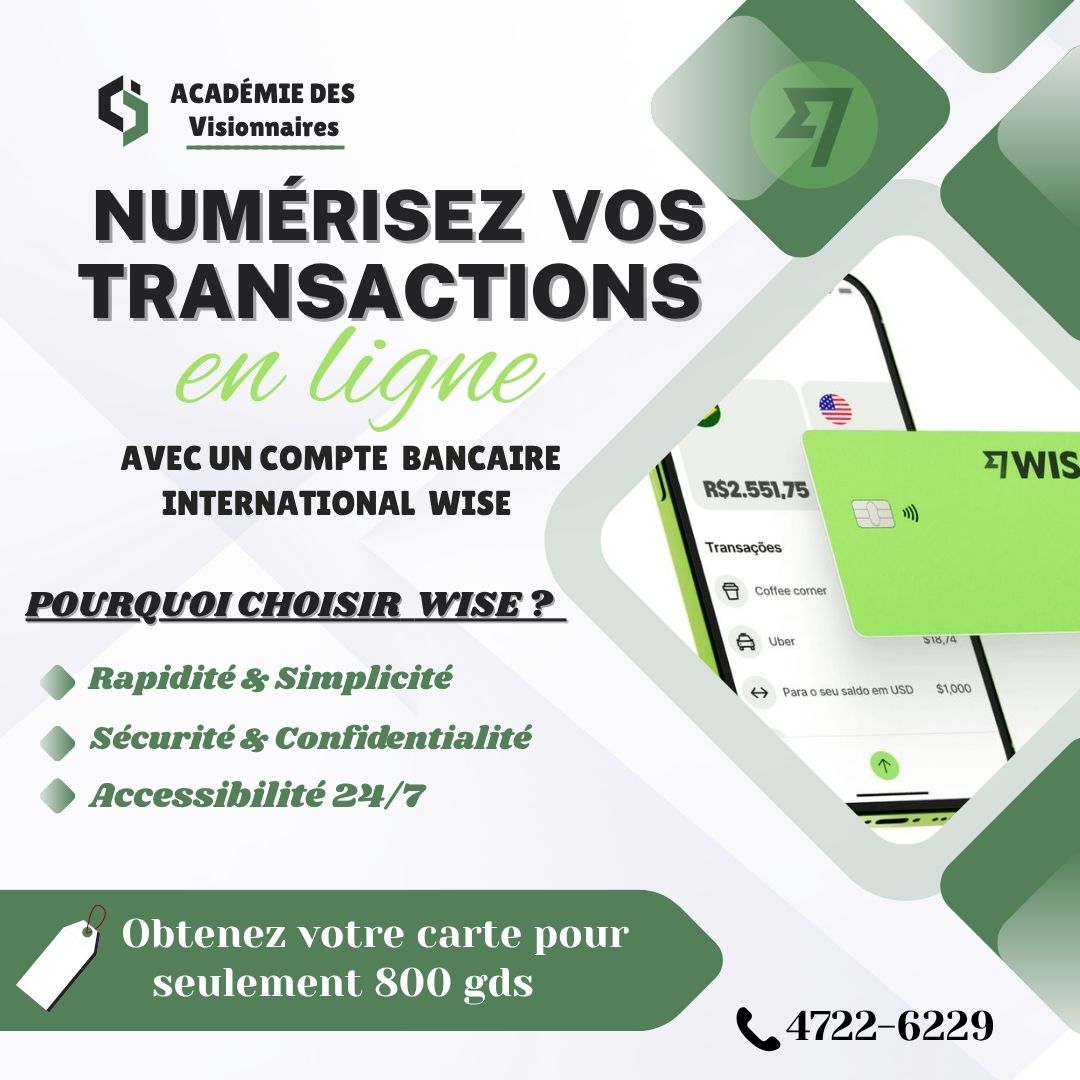 ACADÉMIE DES
Visionnaires
NUMÉRISEZ VOS
TRANSACTIONS
en ligne
AVEC UN COMPTE BANCAIRE
INTERNATIONAL WISE
POURQUOI CHOISIR WISE ?
Rapidité & Simplicité
Sécurité & Confidentialité
Accessibilité 24/7
R$2.551,75
WIS
Transações
Coffee corner
Uber
$18,74
Para o seu saldo em USD $1,000
Obtenez votre carte pour
seulement 800 gds
4722-6229